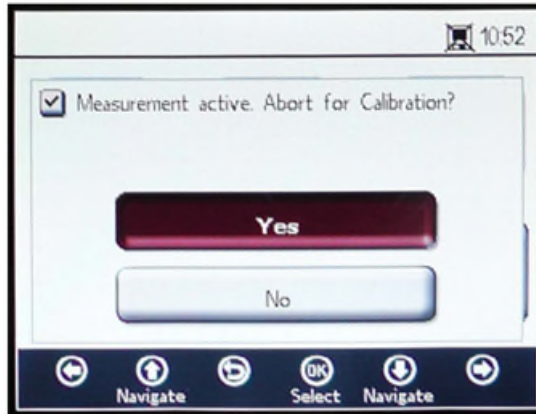 10:52
Measurement active. Abort for Calibration?
Yes
No
OK
Navigate Select Navigate